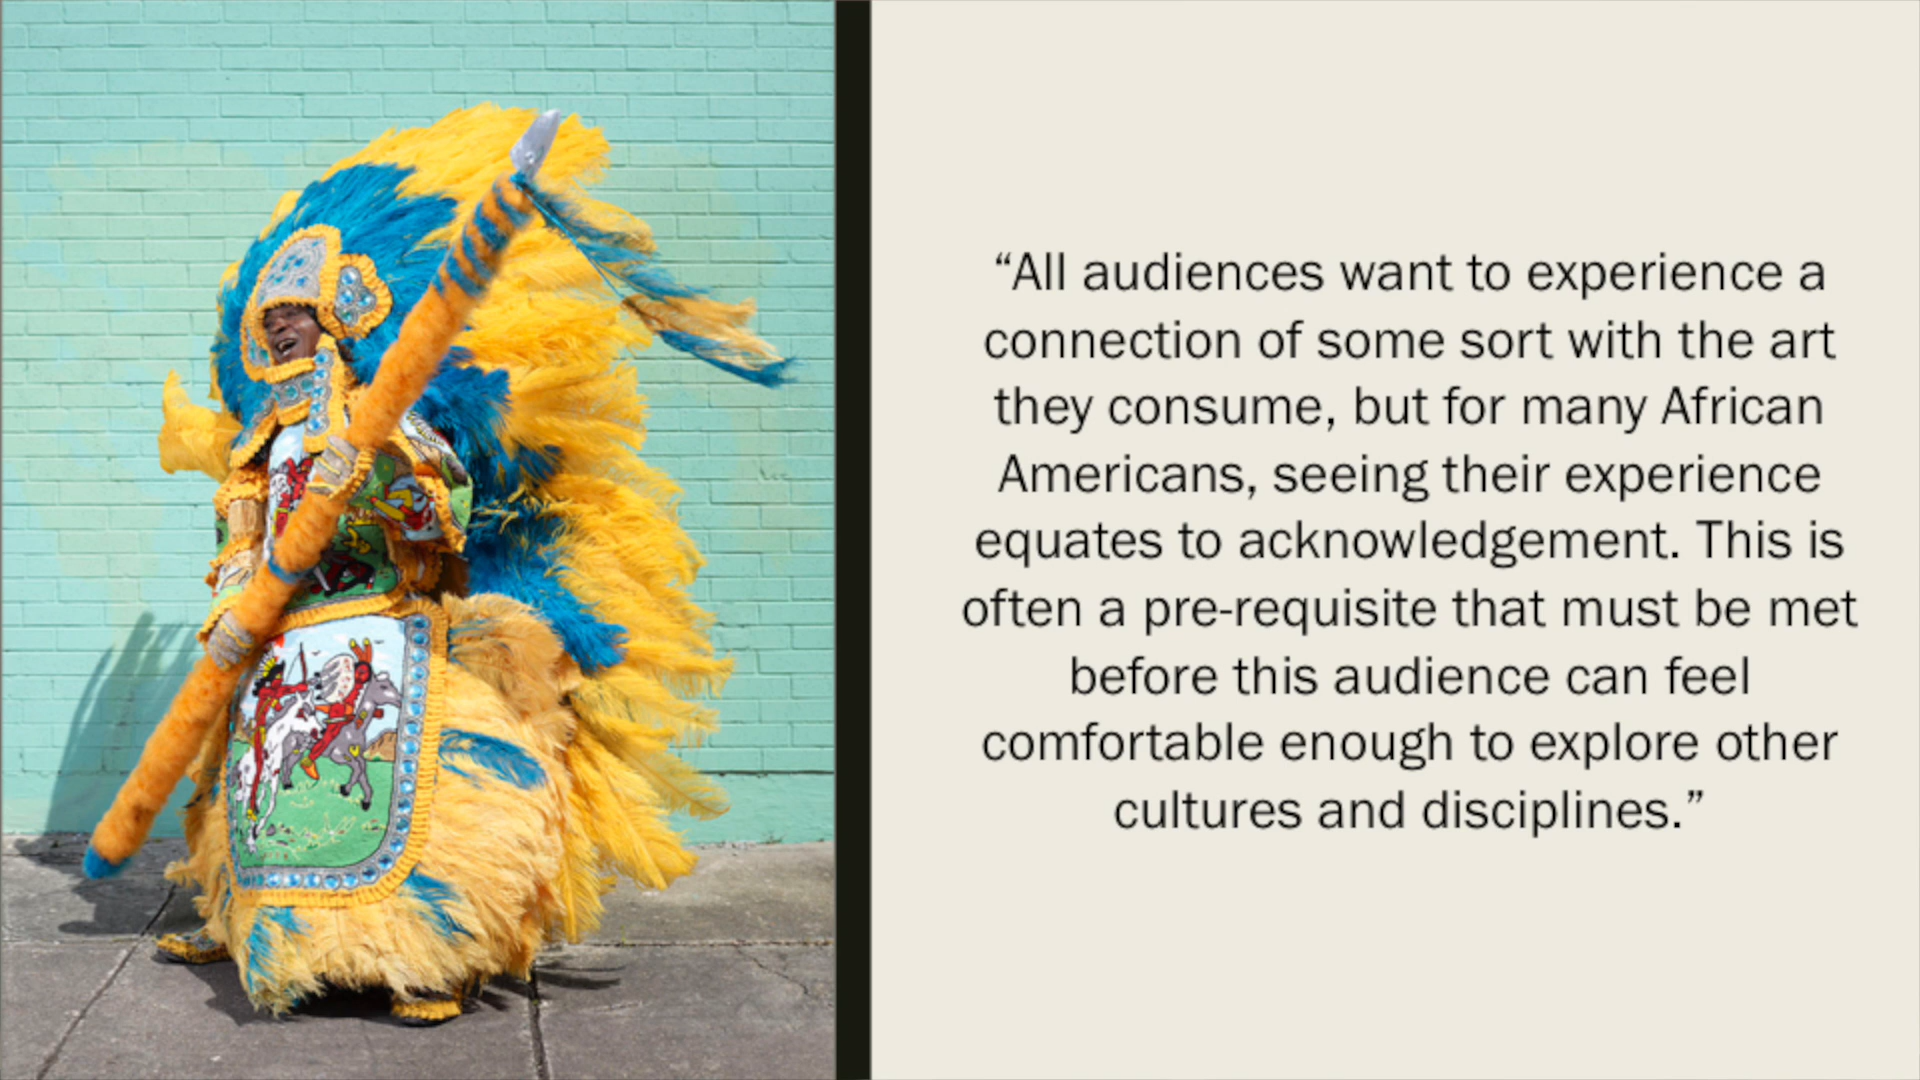 “All audiences want to experience a
connection of some sort with the art
they consume, but for many African
Americans, seeing their experience
equates to acknowledgement. This is
often a pre-requisite that must be met
before this audience can feel
comfortable enough to explore other
cultures and disciplines.”